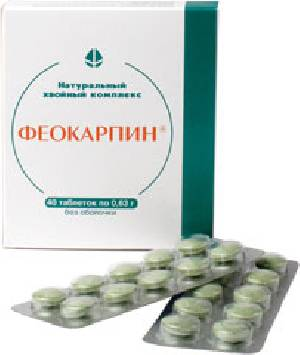 Натуральный
хвойный комплекс
ФЕОКАРПИН®
40 таблеток по 0,63 г
без оболочки